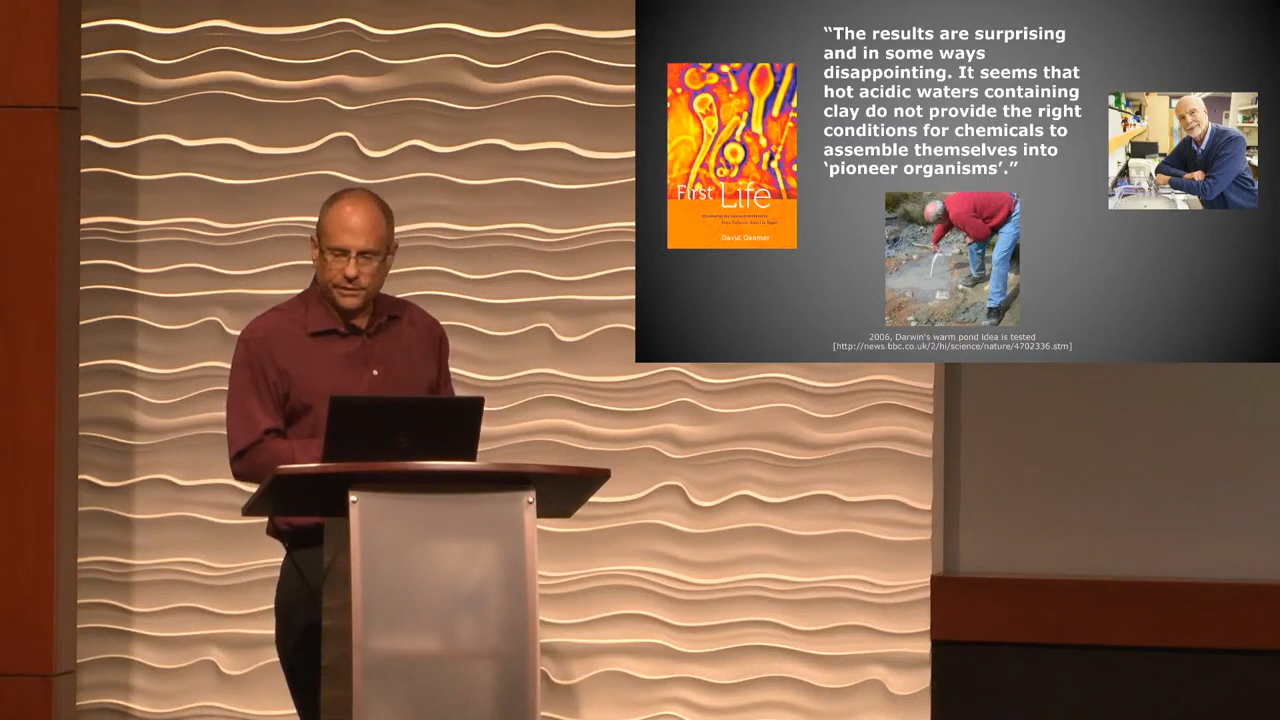 “The results are surprising
and in some ways
disappointing. It seems that
hot acidic waters containing
clay do not provide the right
conditions for chemicals to
assemble themselves into
‘pioneer organisms’.”
First Life
David Deamer
2006, Darwin's warm pond idea is tested
[http://news.bbc.co.uk/2/hi/science/nature/4702336.stm]